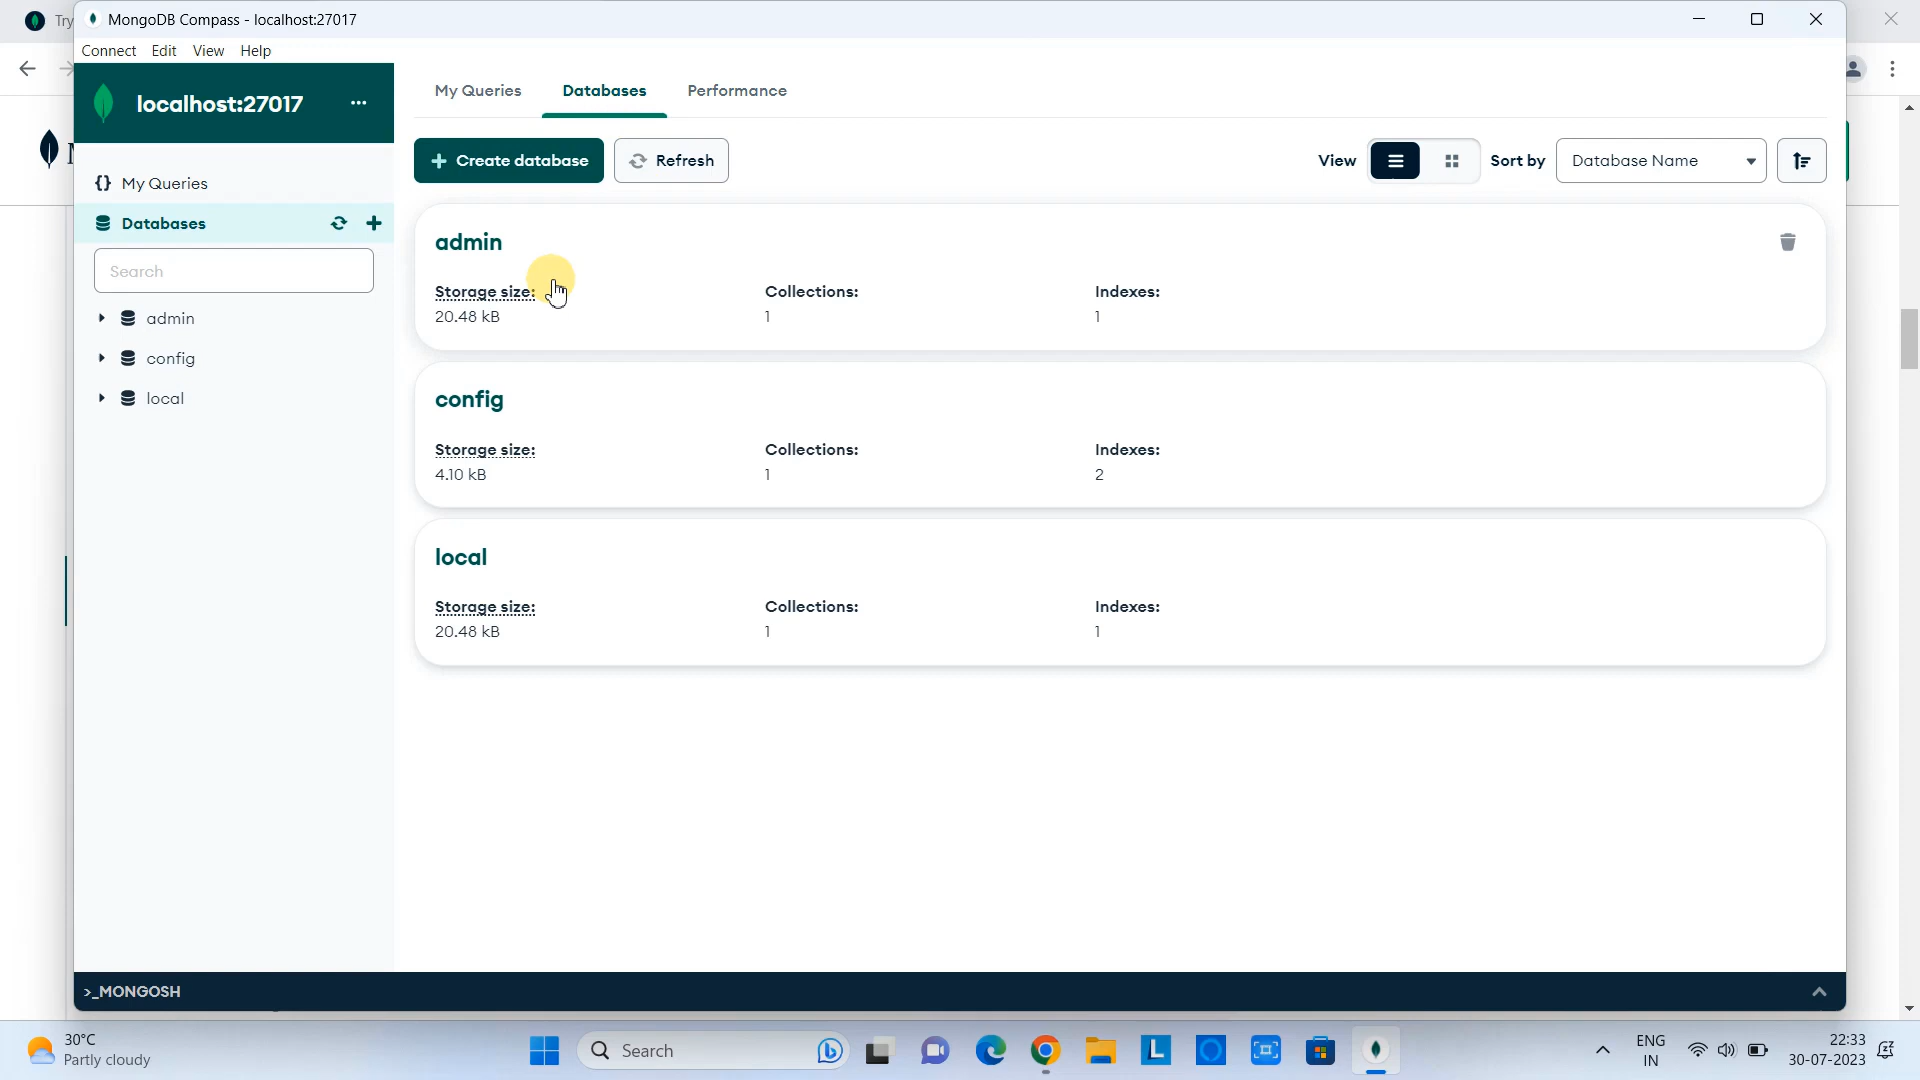 Try
MongoDB Compass - localhost:27017
Connect Edit View Help
localhost:27017
My Queries Databases Performance
Create database Refresh
View Sort by Database Name
{} My Queries
Databases
Search
admin
config
local
admin
Storage size: Collections: Indexes:
20.48 kB 1 1
config
Storage size: Collections: Indexes:
4.10 kB 1 2
local
Storage size: Collections: Indexes:
20.48 kB 1 1
>_MONGOSH
30°C
Partly cloudy
Search
L
ENG
IN
22:33
30-07-2023